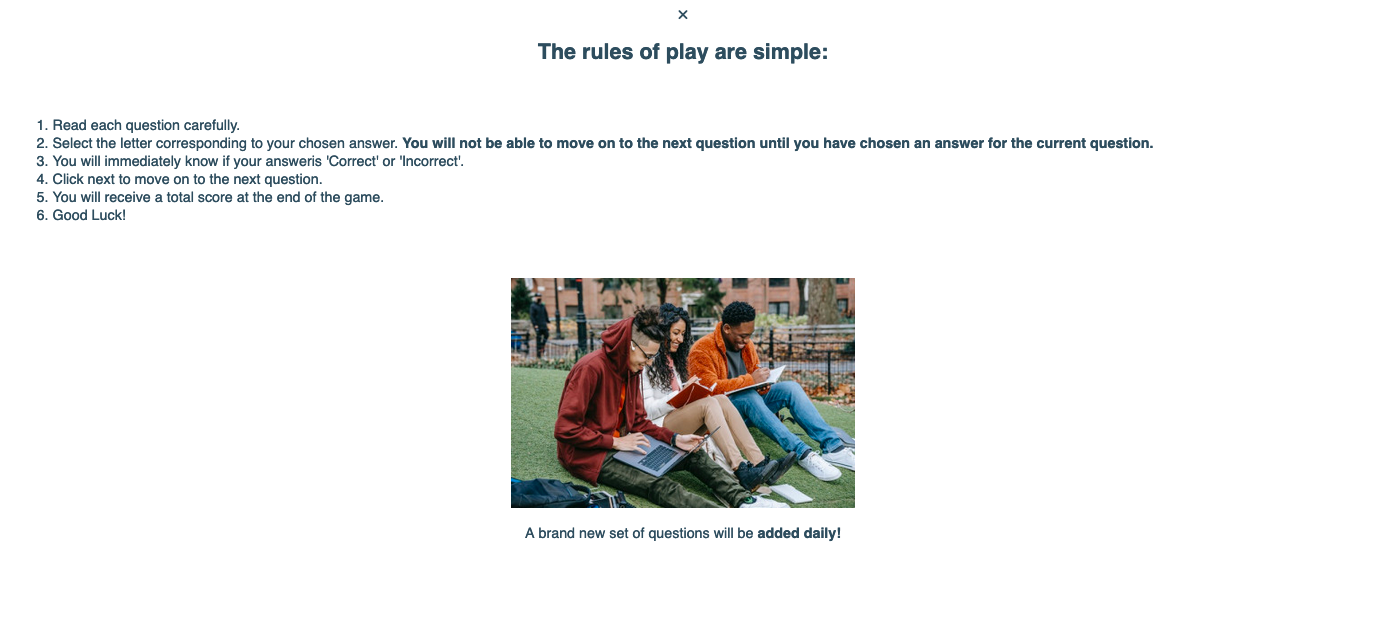 ×
The rules of play are simple:
1. Read each question carefully.
2. Select the letter corresponding to your chosen answer. You will not be able to move on to the next question until you have chosen an answer for the current question.
3. You will immediately know if your answeris 'Correct' or 'Incorrect'.
4. Click next to move on to the next question.
5. You will receive a total score at the end of the game.
6. Good Luck!
A brand new set of questions will be added daily!